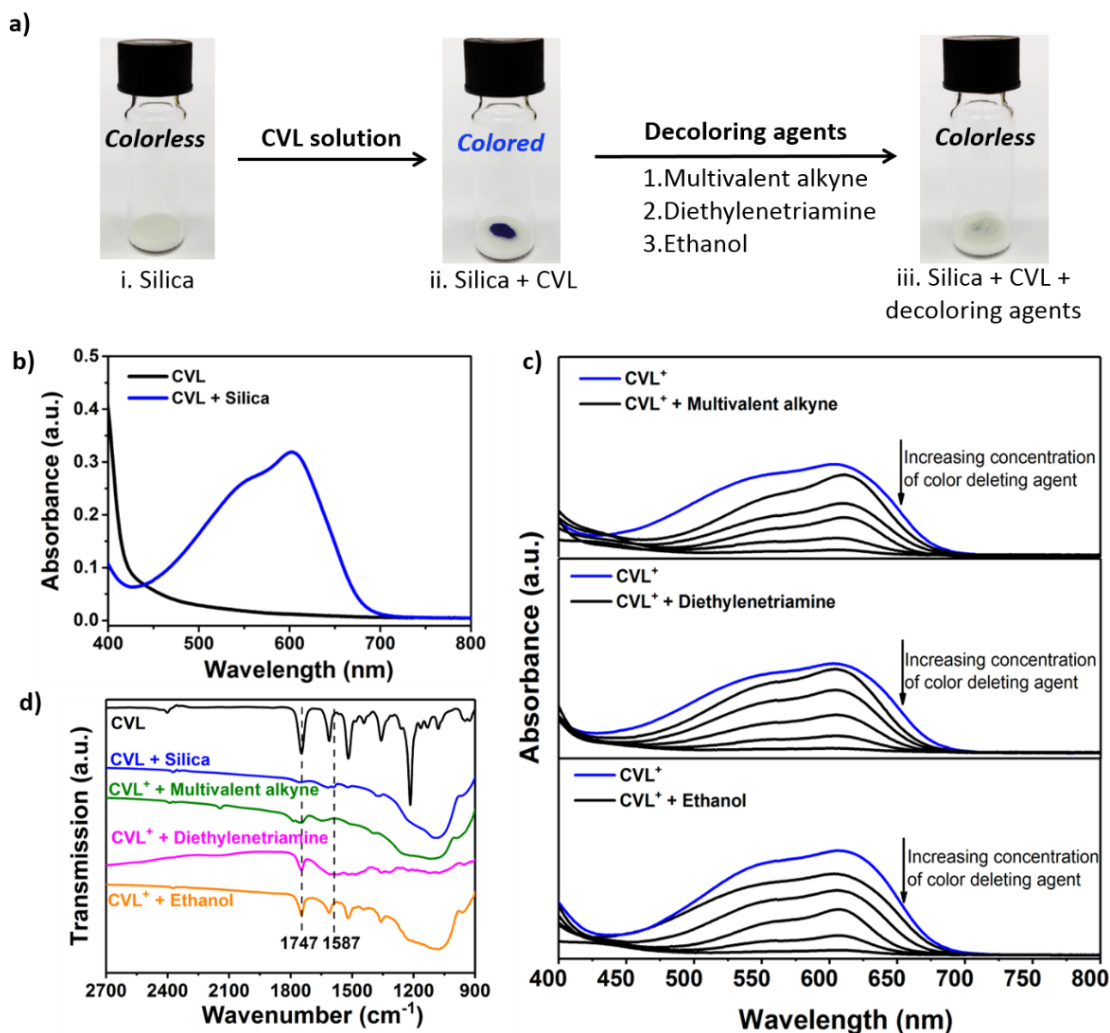 a)
Colorless
CVL solution
Colored
Decoloring agents
1.Multivalent alkyne
2.Diethylenetriamine
3.Ethanol
Colorless
i. Silica
ii. Silica + CVL
iii. Silica + CVL +
decoloring agents
b)
0.5
0.4
0.3
0.2
0.1
0.0
Absorbance (a.u.)
CVL
CVL + Silica
400 500 600 700 800
Wavelength (nm)
c)
CVL⁺
CVL⁺ + Multivalent alkyne
Increasing concentration
of color deleting agent
CVL⁺
CVL⁺ + Diethylenetriamine
Increasing concentration
of color deleting agent
CVL⁺
CVL⁺ + Ethanol
Increasing concentration
of color deleting agent
Absorbance (a.u.)
400 450 500 550 600 650 700 750 800
Wavelength (nm)
d)
CVL
CVL + Silica
CVL⁺ + Multivalent alkyne
CVL⁺ + Diethylenetriamine
CVL⁺ + Ethanol
1747 1587
Transmission (a.u.)
2700 2400 2100 1800 1500 1200 900
Wavenumber (cm⁻¹)